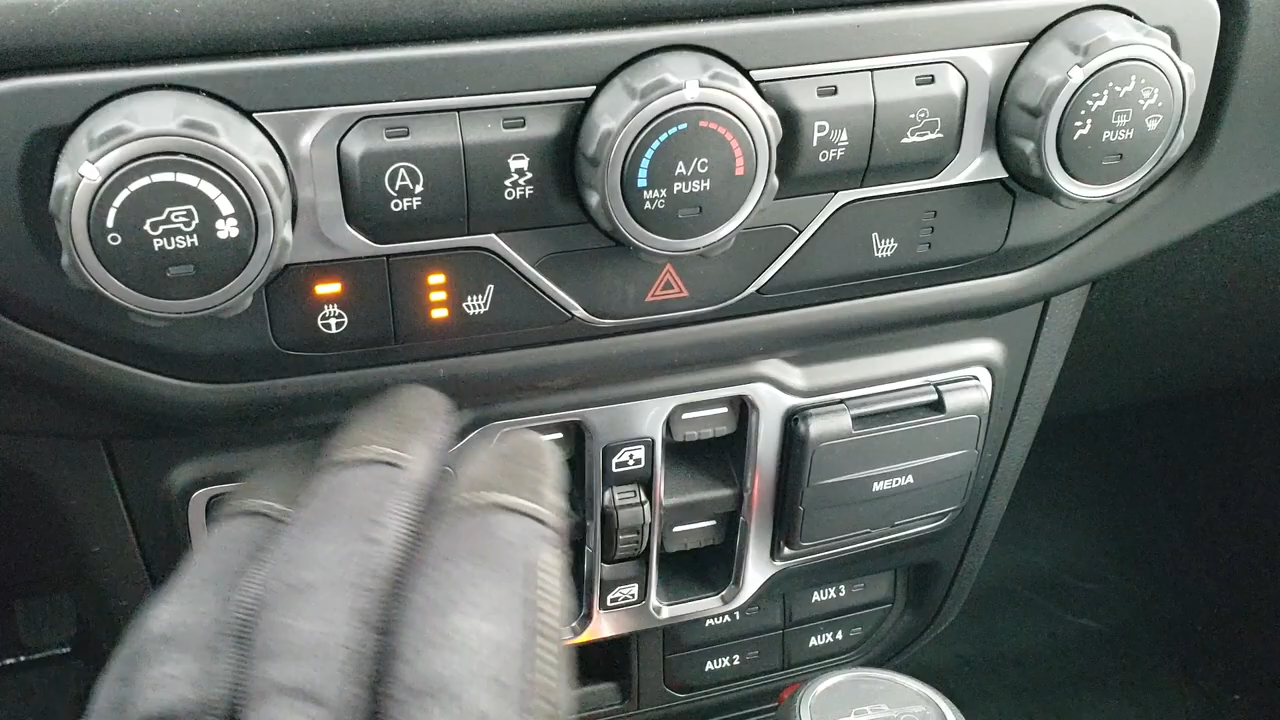 PUSH
A
OFF
OFF
A/C
PUSH
MAX
A/C
P
OFF
PUSH
MEDIA
AUX 1
AUX 3
AUX 2
AUX 4